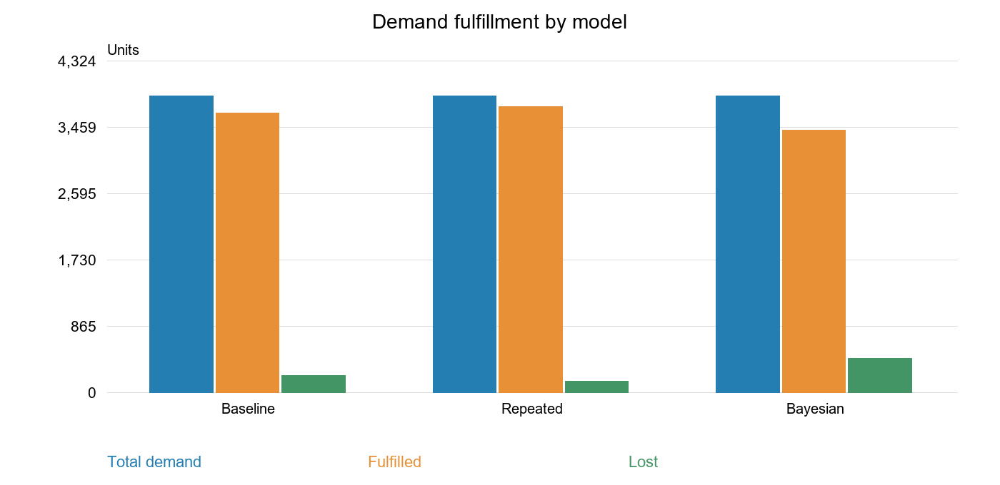 Demand fulfillment by model
Units
4,324
3,459
2,595
1,730
865
0
Baseline Repeated Bayesian
Total demand Fulfilled Lost